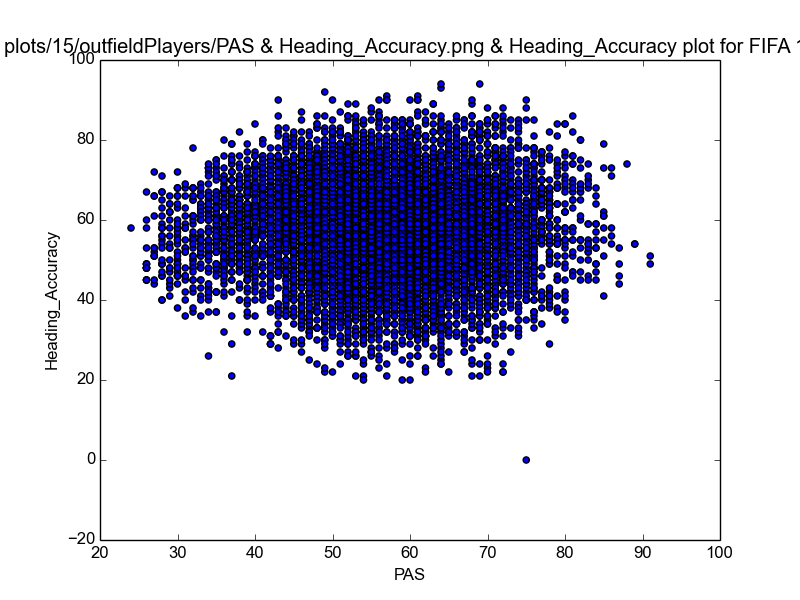 plots/15/outfieldPlayers/PAS & Heading_Accuracy.png & Heading_Accuracy plot for FIFA
100
80
60
40
20
0
−20
Heading_Accuracy
20 30 40 50 60 70 80 90 100
PAS